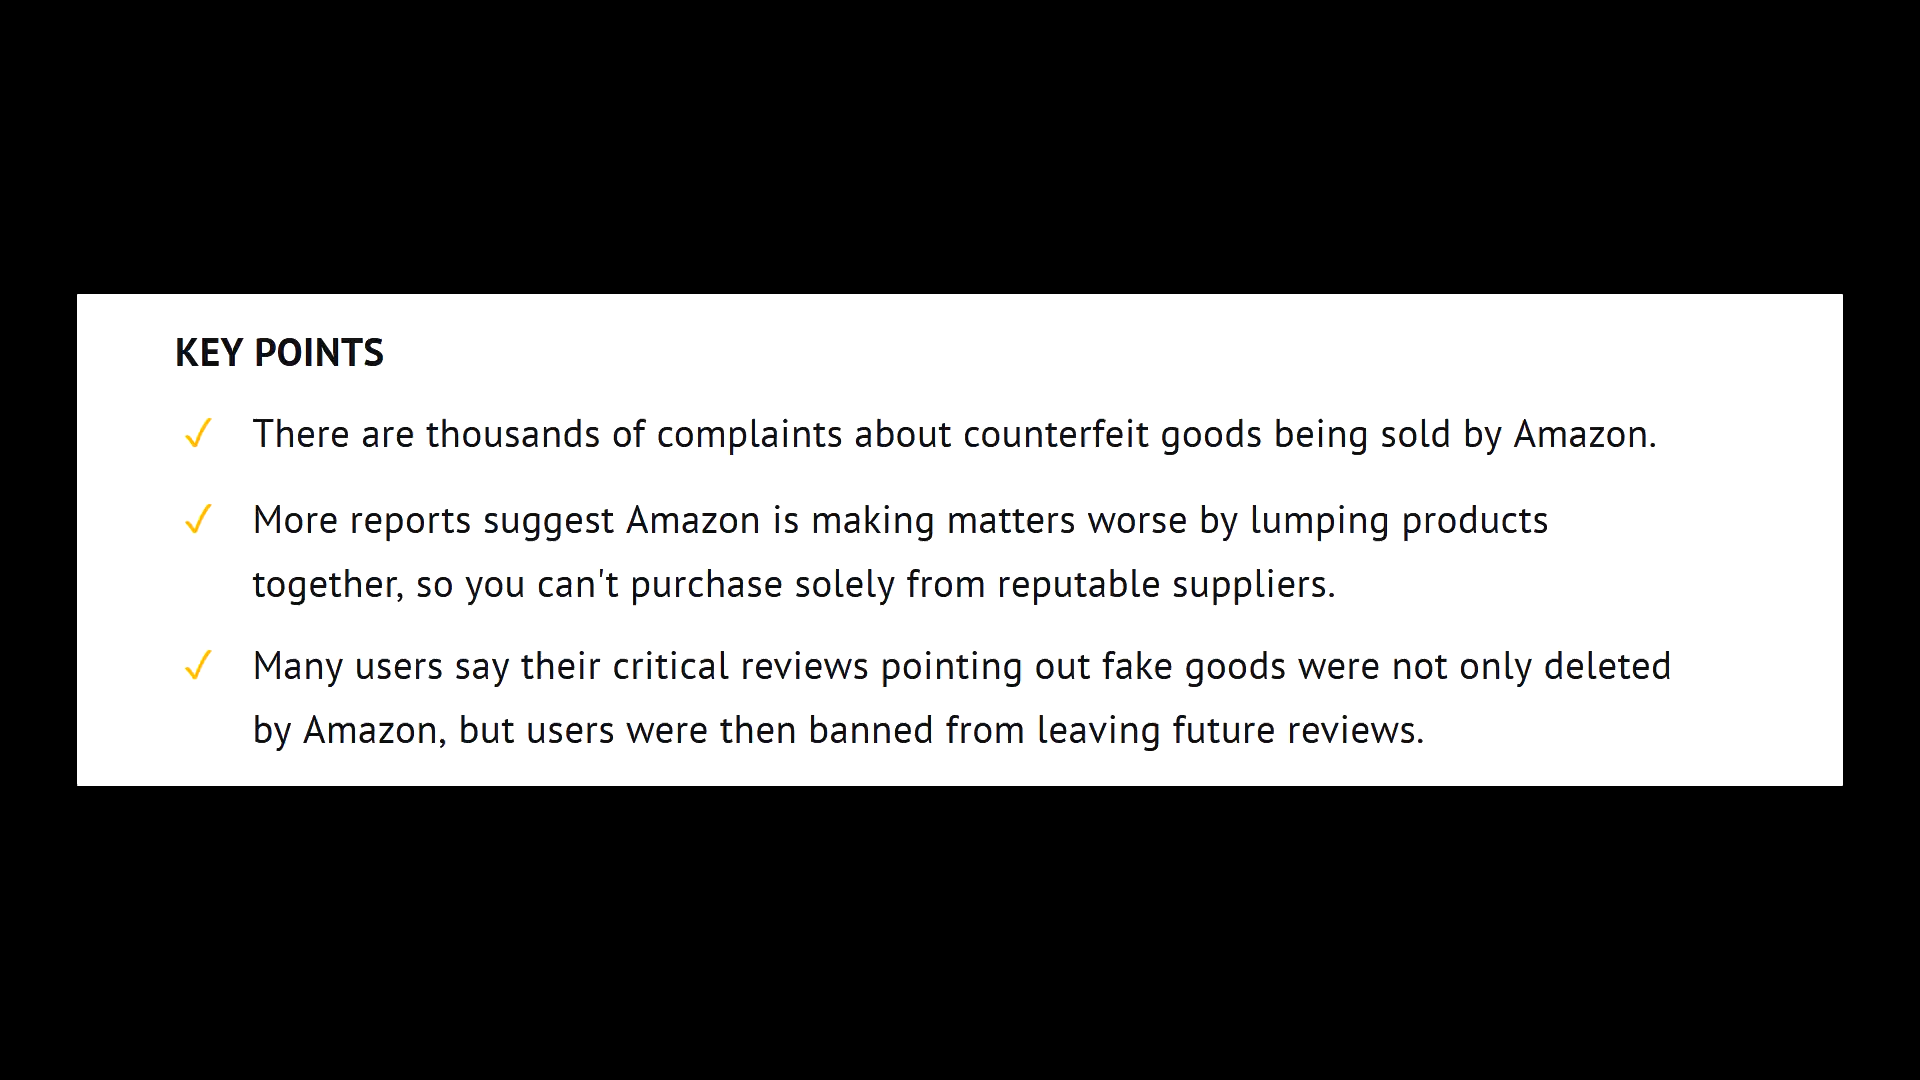 KEY POINTS
✓ There are thousands of complaints about counterfeit goods being sold by Amazon.
✓ More reports suggest Amazon is making matters worse by lumping products
together, so you can't purchase solely from reputable suppliers.
✓ Many users say their critical reviews pointing out fake goods were not only deleted
by Amazon, but users were then banned from leaving future reviews.